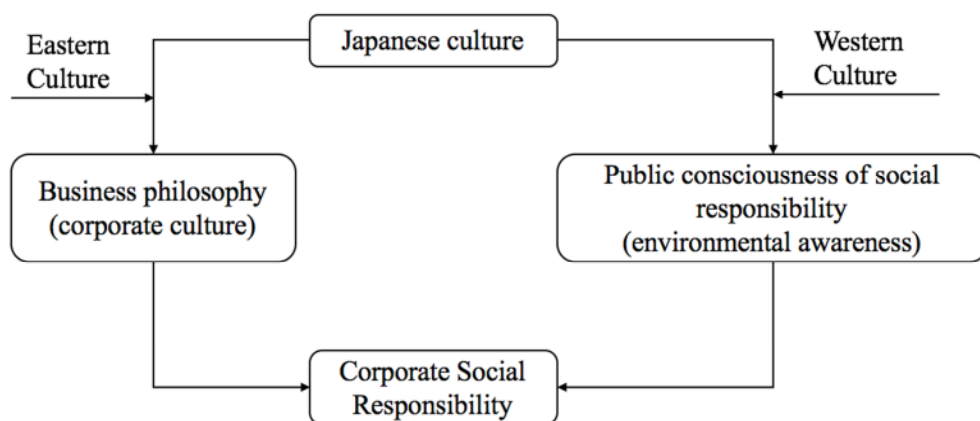 Japanese culture
Eastern
Culture
Western
Culture
Business philosophy
(corporate culture)
Public consciousness of social
responsibility
(environmental awareness)
Corporate Social
Responsibility